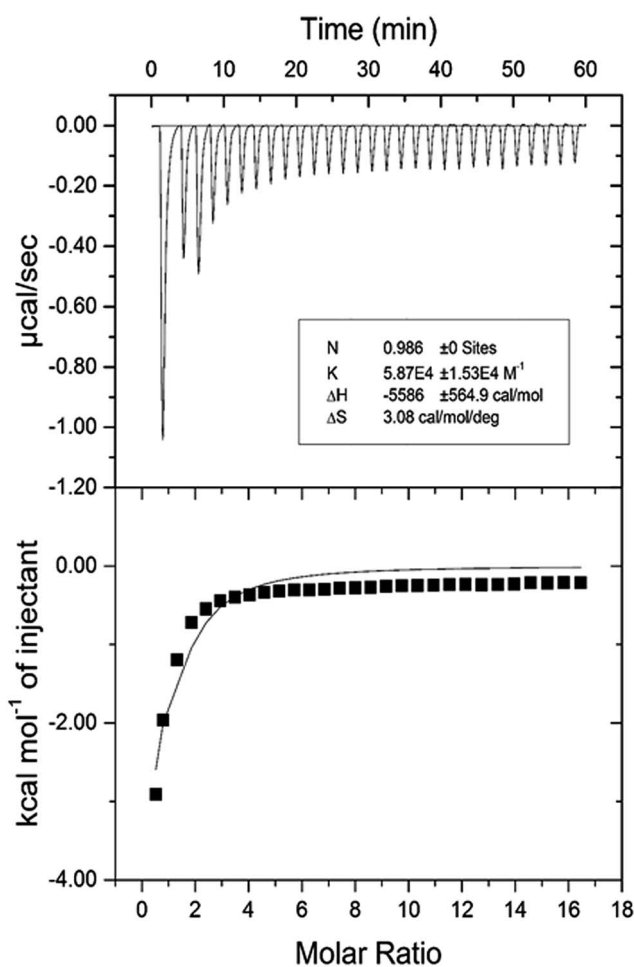 Time (min)
0 10 20 30 40 50 60
0.00
-0.20
-0.40
-0.60
-0.80
-1.00
-1.20
µcal/sec
N 0.986 ±0 Sites
K 5.87E4 ±1.53E4 M⁻¹
ΔH -5586 ±564.9 cal/mol
ΔS 3.08 cal/mol/deg
0.00
-2.00
-4.00
kcal mol⁻¹ of injectant
0 2 4 6 8 10 12 14 16 18
Molar Ratio